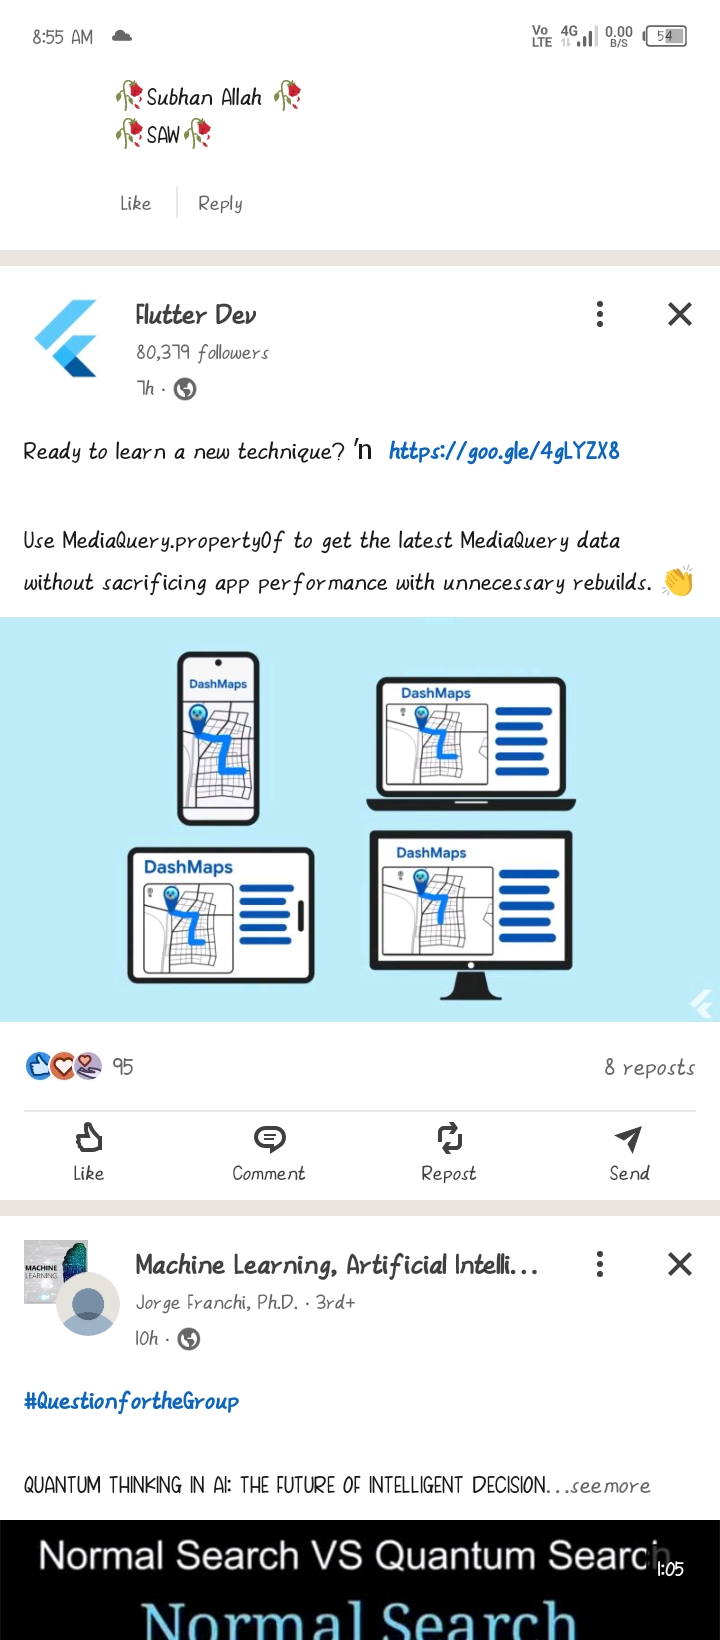 8:55 AM
Vo LTE 4G 0.00 B/S 54
Subhan Allah
SAW
Like Reply
Flutter Dev
80,379 followers
7h ·
Ready to learn a new technique? ŉ https://goo.gle/4gLYZX8
Use MediaQuery.propertyOf to get the latest MediaQuery data
without sacrificing app performance with unnecessary rebuilds. 👏
DashMaps
DashMaps
DashMaps
DashMaps
95 8 reposts
Like Comment Repost Send
MACHINE
LEARNING
Machine Learning, Artificial Intelli...
Jorge Franchi, Ph.D. · 3rd+
10h ·
#QuestionfortheGroup
QUANTUM THINKING IN AI: THE FUTURE OF INTELLIGENT DECISION...see more
Normal Search VS Quantum Search
1:05
Normal Search